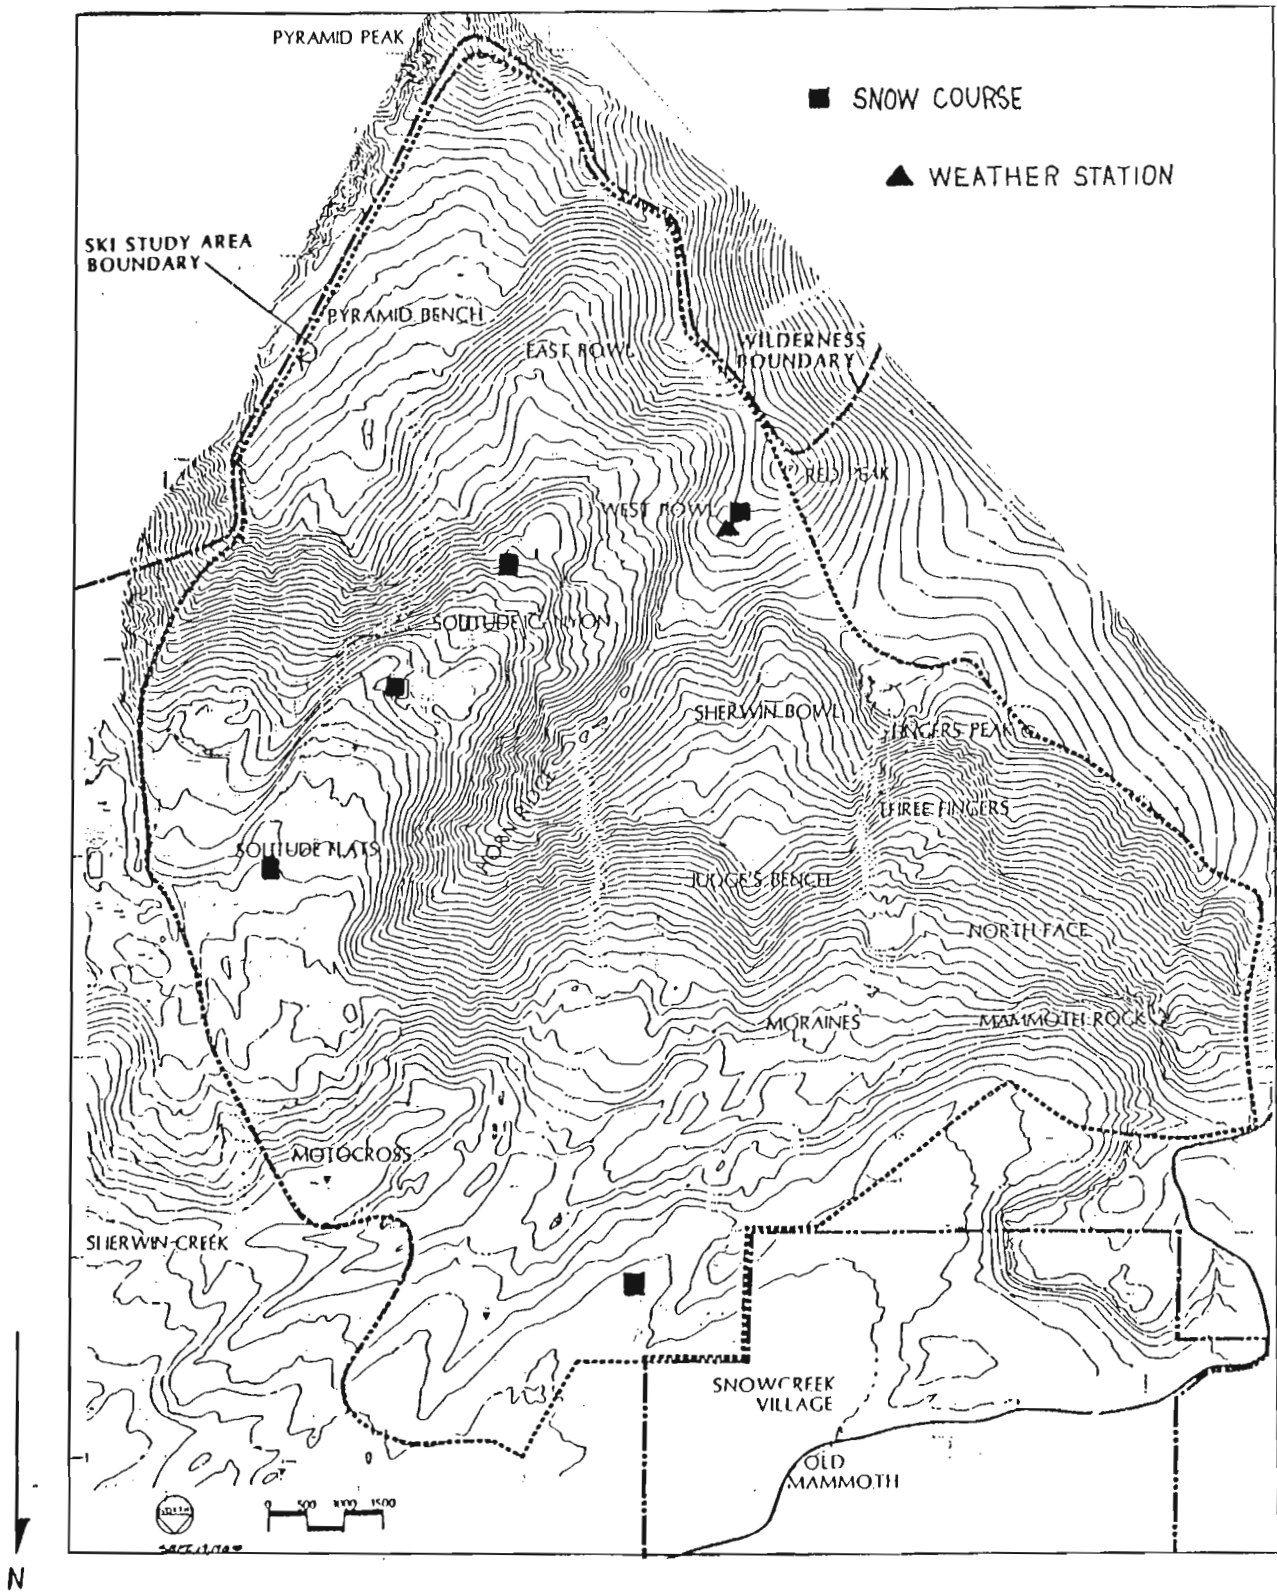 PYRAMID PEAK
SNOW COURSE
WEATHER STATION
SKI STUDY AREA
BOUNDARY
PYRAMID BENCH
EAST BOWL
WILDERNESS
BOUNDARY
RED PEAK
WEST BOWL
SOLITUDE CANYON
SHERWIN BOWL
FINGERS PEAK
THREE FINGERS
SOLITUDE FLATS
JUDGE'S BENCH
NORTH FACE
MORAINES
MAMMOTH ROCK
MOTOCROSS
SHERWIN CREEK
SNOWCREEK
VILLAGE
OLD
MAMMOTH
0 500 1000 1500
N